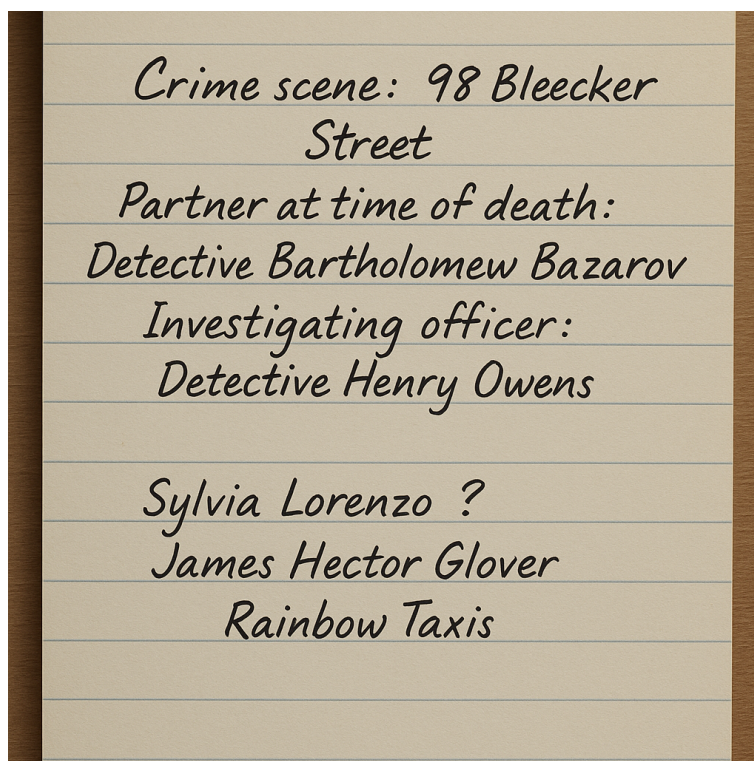 Crime scene: 98 Bleecker
Street
Partner at time of death:
Detective Bartholomew Bazarov
Investigating officer:
Detective Henry Owens
Sylvia Lorenzo ?
James Hector Glover
Rainbow Taxis